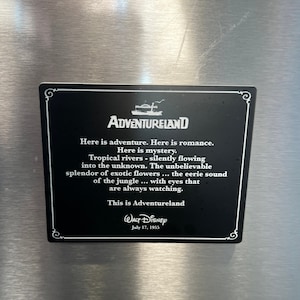 ADVENTURELAND
Here is adventure. Here is romance.
Here is mystery.
Tropical rivers - silently flowing
into the unknown. The unbelievable
splendor of exotic flowers ... the eerie sound
of the jungle ... with eyes that
are always watching.
This is Adventureland
Walt Disney
July 17, 1955